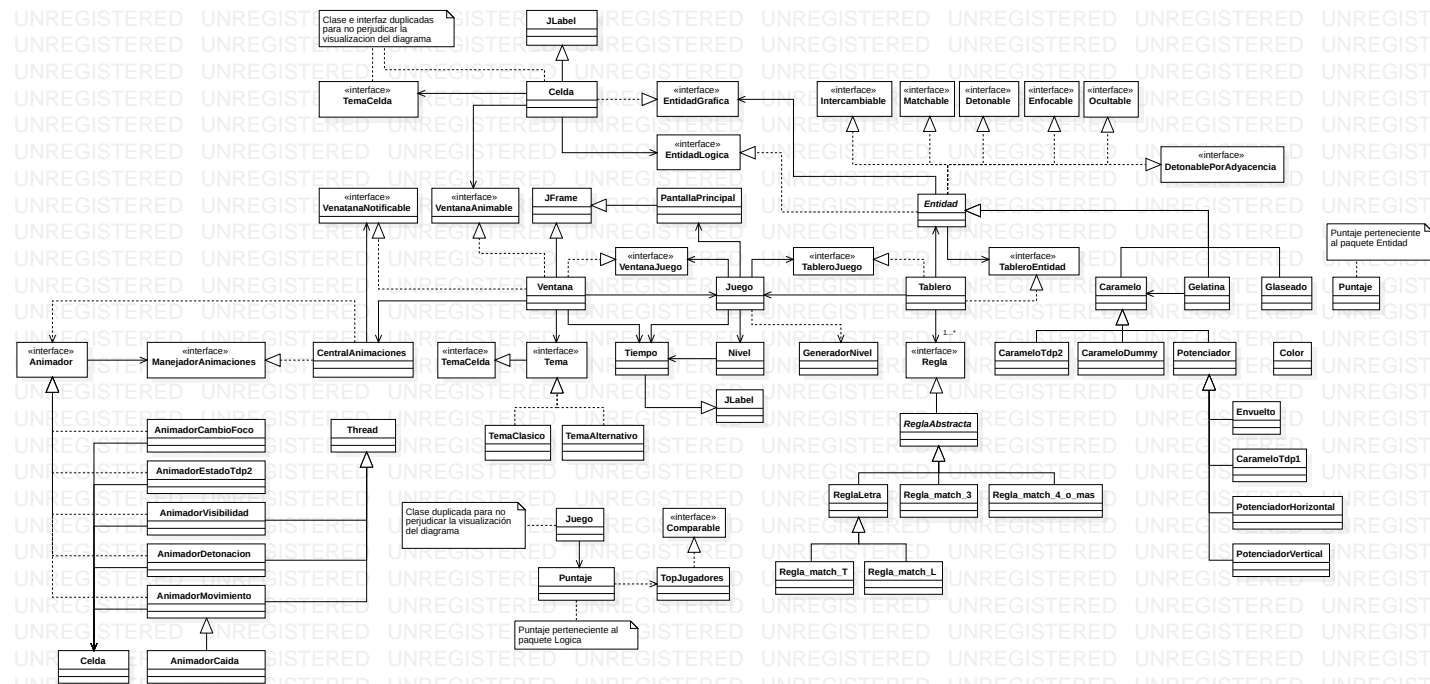 Clase e interfaz duplicadas
para no perjudicar la
visualizacion del diagrama
JLabel
«interface»
TemaCelda
Celda
«interface»
EntidadGrafica
«interface»
Intercambiable
«interface»
Matchable
«interface»
Detonable
«interface»
Enfocable
«interface»
Ocultable
«interface»
EntidadLogica
«interface»
DetonablePorAdyacencia
«interface»
VenatanaNotificable
«interface»
VentanaAnimable
JFrame
PantallaPrincipal
Entidad
Puntaje perteneciente
al paquete Entidad
«interface»
VentanaJuego
«interface»
TableroJuego
«interface»
TableroEntidad
Ventana
Juego
Tablero
Caramelo
Gelatina
Glaseado
Puntaje
1...*
«interface»
Animador
«interface»
ManejadorAnimaciones
CentralAnimaciones
«interface»
TemaCelda
«interface»
Tema
Tiempo
Nivel
GeneradorNivel
«interface»
Regla
CarameloTdp2
CarameloDummy
Potenciador
Color
JLabel
AnimadorCambioFoco
Thread
TemaClasico
TemaAlternativo
ReglaAbstracta
Envuelto
AnimadorEstadoTdp2
CarameloTdp1
ReglaLetra
Regla_match_3
Regla_match_4_o_mas
AnimadorVisibilidad
Clase duplicada para no
perjudicar la visualización
del diagrama
Juego
«interface»
Comparable
PotenciadorHorizontal
AnimadorDetonacion
PotenciadorVertical
Puntaje
TopJugadores
Regla_match_T
Regla_match_L
AnimadorMovimiento
Puntaje perteneciente al
paquete Logica
Celda
AnimadorCaida
UNREGISTERED